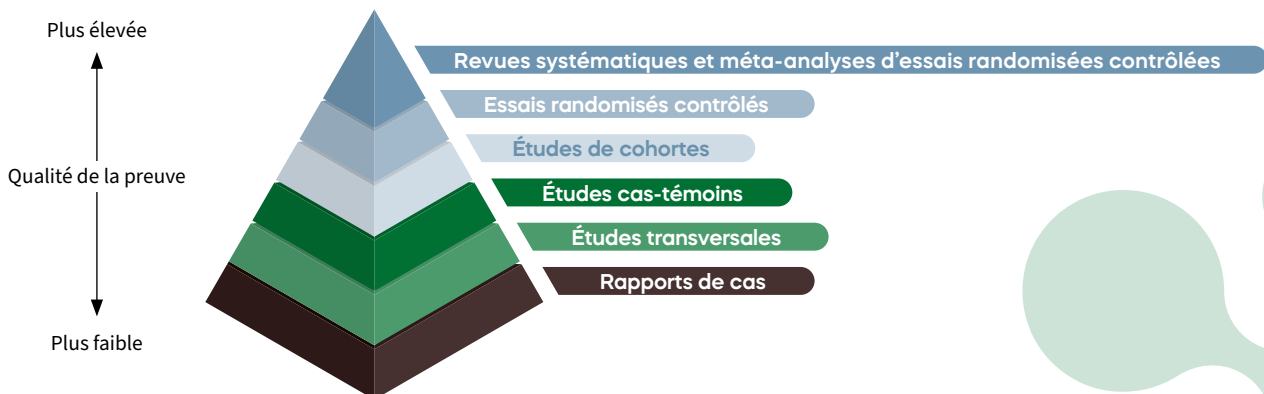 Plus élevée
Qualité de la preuve
Plus faible
Revues systématiques et méta-analyses d’essais randomisées contrôlées
Essais randomisés contrôlés
Études de cohortes
Études cas-témoins
Études transversales
Rapports de cas